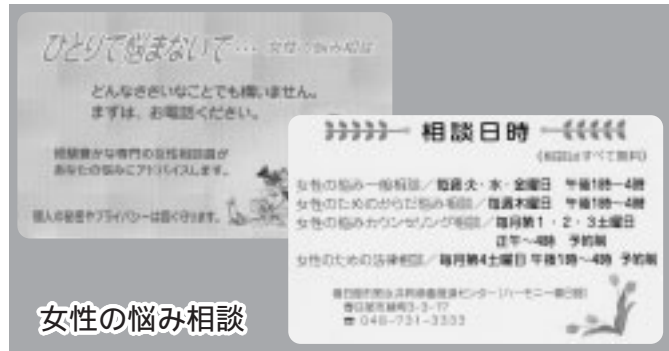 ひとりで悩まないで… 女性の悩み相談
どんなささいなことでも構いません。
まずは、お電話ください。
経験豊かな専門の女性相談員が
あなたの悩みにアドバイスします。
個人の秘密やプライバシーは固く守ります。
相談日時
(相談はすべて無料)
女性の悩み一般相談/毎週火・水・金曜日 午後1時〜4時
女性のためのからだ悩み相談/毎週木曜日 午後1時〜4時
女性の悩みカウンセリング相談/毎月第1・2・3土曜日
正午〜4時 予約制
女性のための法律相談/毎月第4土曜日 午後1時〜4時 予約制
春日部市男女共同参画推進センター(ハーモニー春日部)
春日部市緑町3-3-17
☎ 048-731-3333
女性の悩み相談